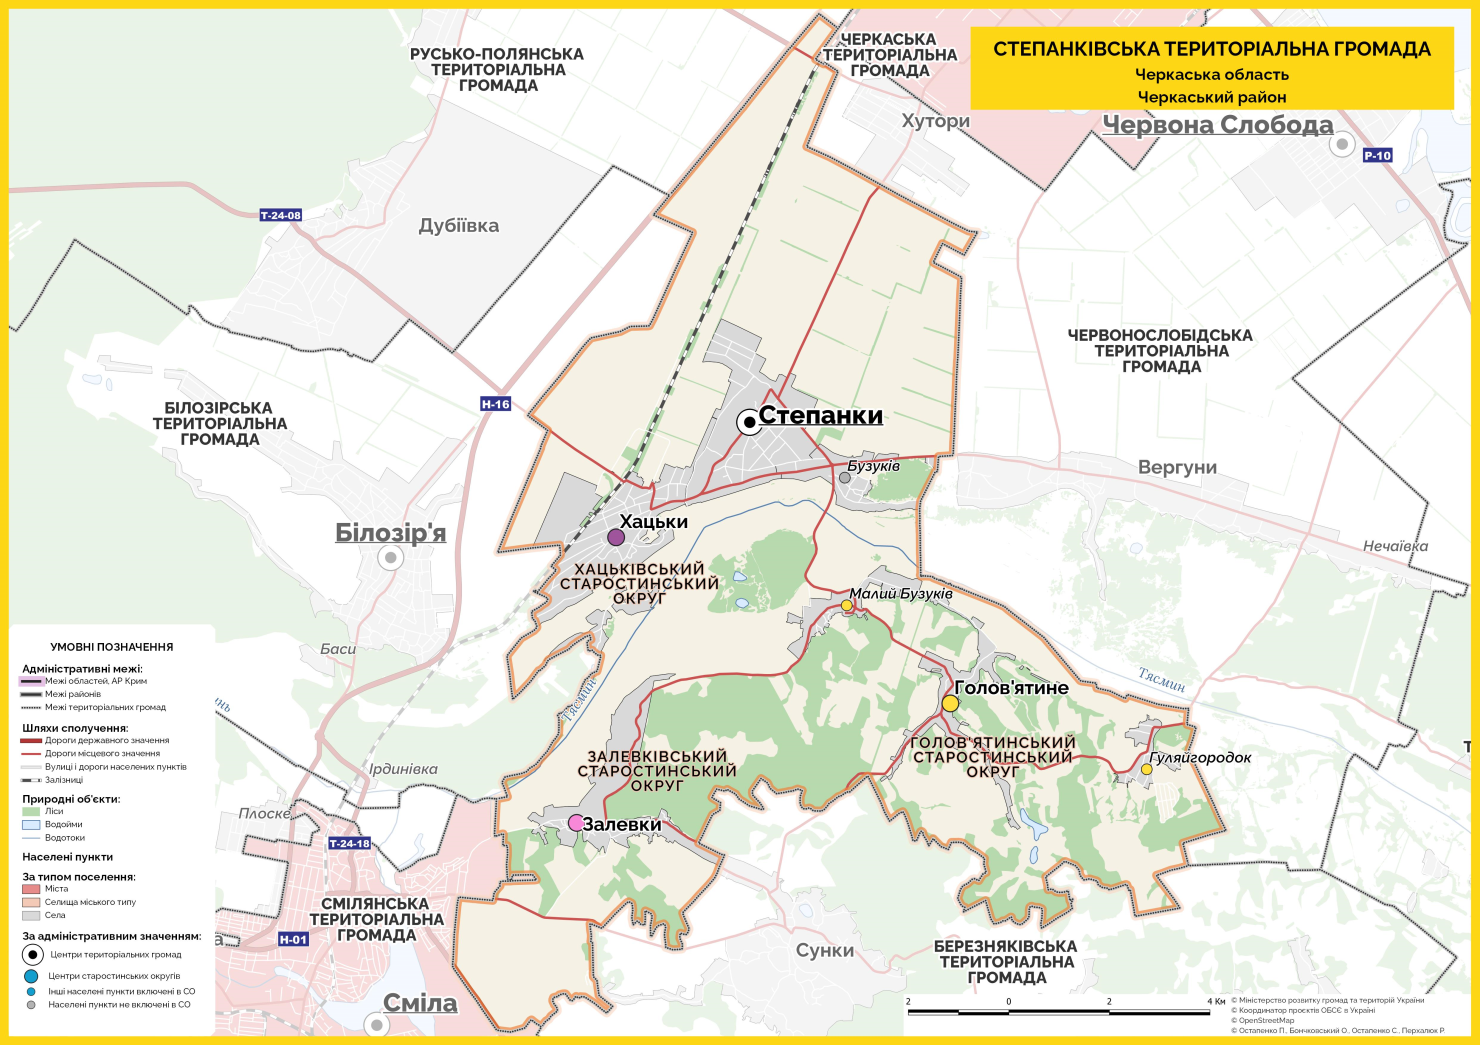 СТЕПАНКІВСЬКА ТЕРИТОРІАЛЬНА ГРОМАДА
Черкаська область
Черкаський район
РУСЬКО-ПОЛЯНСЬКА
ТЕРИТОРІАЛЬНА
ГРОМАДА
ЧЕРКАСЬКА
ТЕРИТОРІАЛЬНА
ГРОМАДА
Хутори
Червона Слобода
Р-10
Т-24-08
Дубіївка
ЧЕРВОНОСЛОБІДСЬКА
ТЕРИТОРІАЛЬНА
ГРОМАДА
БІЛОЗІРСЬКА
ТЕРИТОРІАЛЬНА
ГРОМАДА
Н-16
Степанки
Бузуків
Вергуни
Хацьки
Білозір'я
Нечаївка
ХАЦЬКІВСЬКИЙ
СТАРОСТИНСЬКИЙ
ОКРУГ
Малий Бузуків
Баси
Тясмин
Тясмин
Голов'ятине
ГОЛОВ'ЯТИНСЬКИЙ
СТАРОСТИНСЬКИЙ
ОКРУГ
Гуляйгородок
ЗАЛЕВКІВСЬКИЙ
СТАРОСТИНСЬКИЙ
ОКРУГ
Ірдинівка
Плоске
Залевки
Т-24-18
СМІЛЯНСЬКА
ТЕРИТОРІАЛЬНА
ГРОМАДА
Н-01
Сунки
БЕРЕЗНЯКІВСЬКА
ТЕРИТОРІАЛЬНА
ГРОМАДА
Сміла
УМОВНІ ПОЗНАЧЕННЯ
Адміністративні межі:
Межі областей, АР Крим
Межі районів
Межі територіальних громад
Шляхи сполучення:
Дороги державного значення
Дороги місцевого значення
Вулиці і дороги населених пунктів
Залізниці
Природні об'єкти:
Ліси
Водойми
Водотоки
Населені пункти
За типом поселення:
Міста
Селища міського типу
Села
За адміністративним значенням:
Центри територіальних громад
Центри старостинських округів
Інші населені пункти включені в СО
Населені пункти не включені в СО
2 0 2 4 Км
© Міністерство розвитку громад та територій України
© Координатор проєктів ОБСЄ в Україні
© OpenStreetMap
© Остапенко П., Бончковський О., Остапенко С., Перхалюк Р.